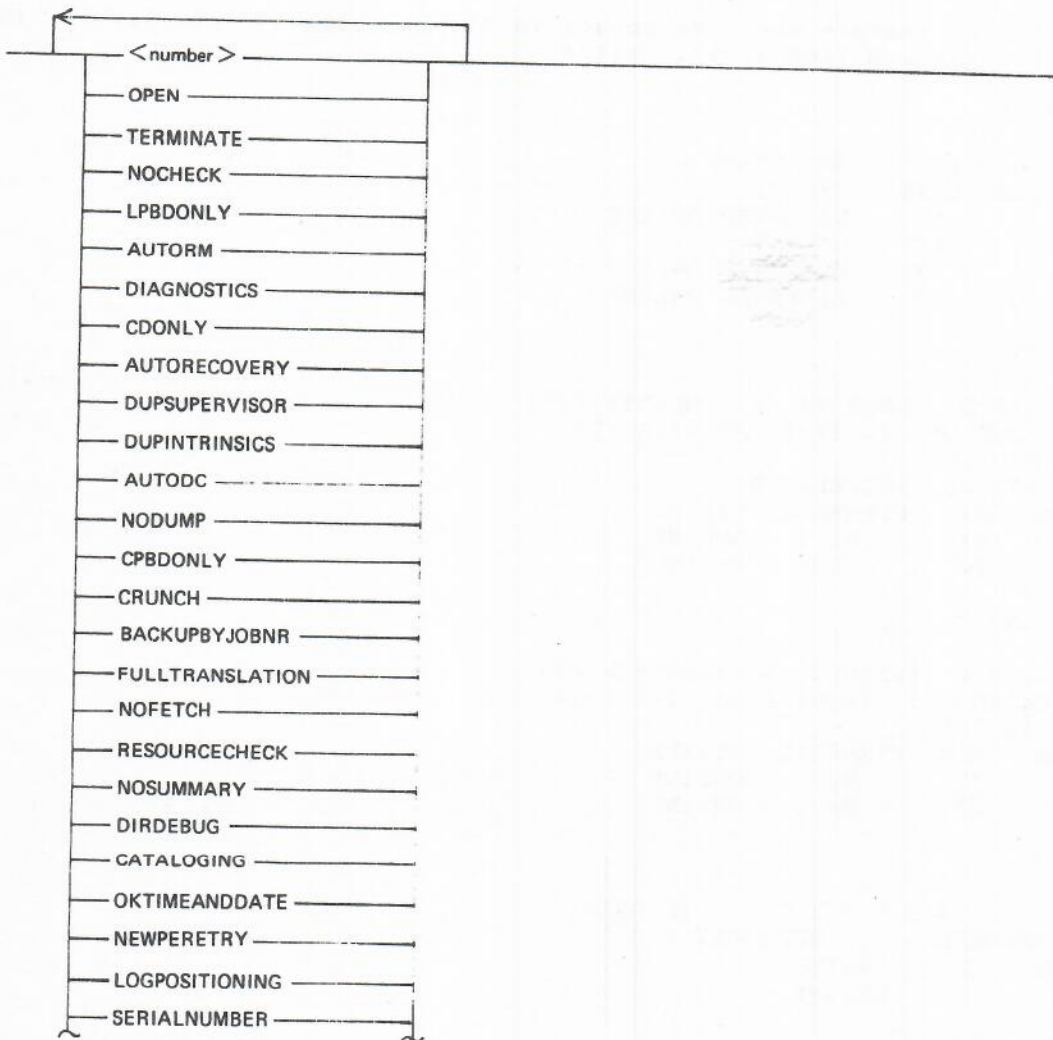 <number>
OPEN
TERMINATE
NOCHECK
LPBDONLY
AUTORM
DIAGNOSTICS
CDONLY
AUTORECOVERY
DUPSUPERVISOR
DUPINTRINSICS
AUTODC
NODUMP
CPBDONLY
CRUNCH
BACKUPBYJOBNR
FULLTRANSLATION
NOFETCH
RESOURCECHECK
NOSUMMARY
DIRDEBUG
CATALOGING
OKTIMEANDDATE
NEWPERETRY
LOGPOSITIONING
SERIALNUMBER